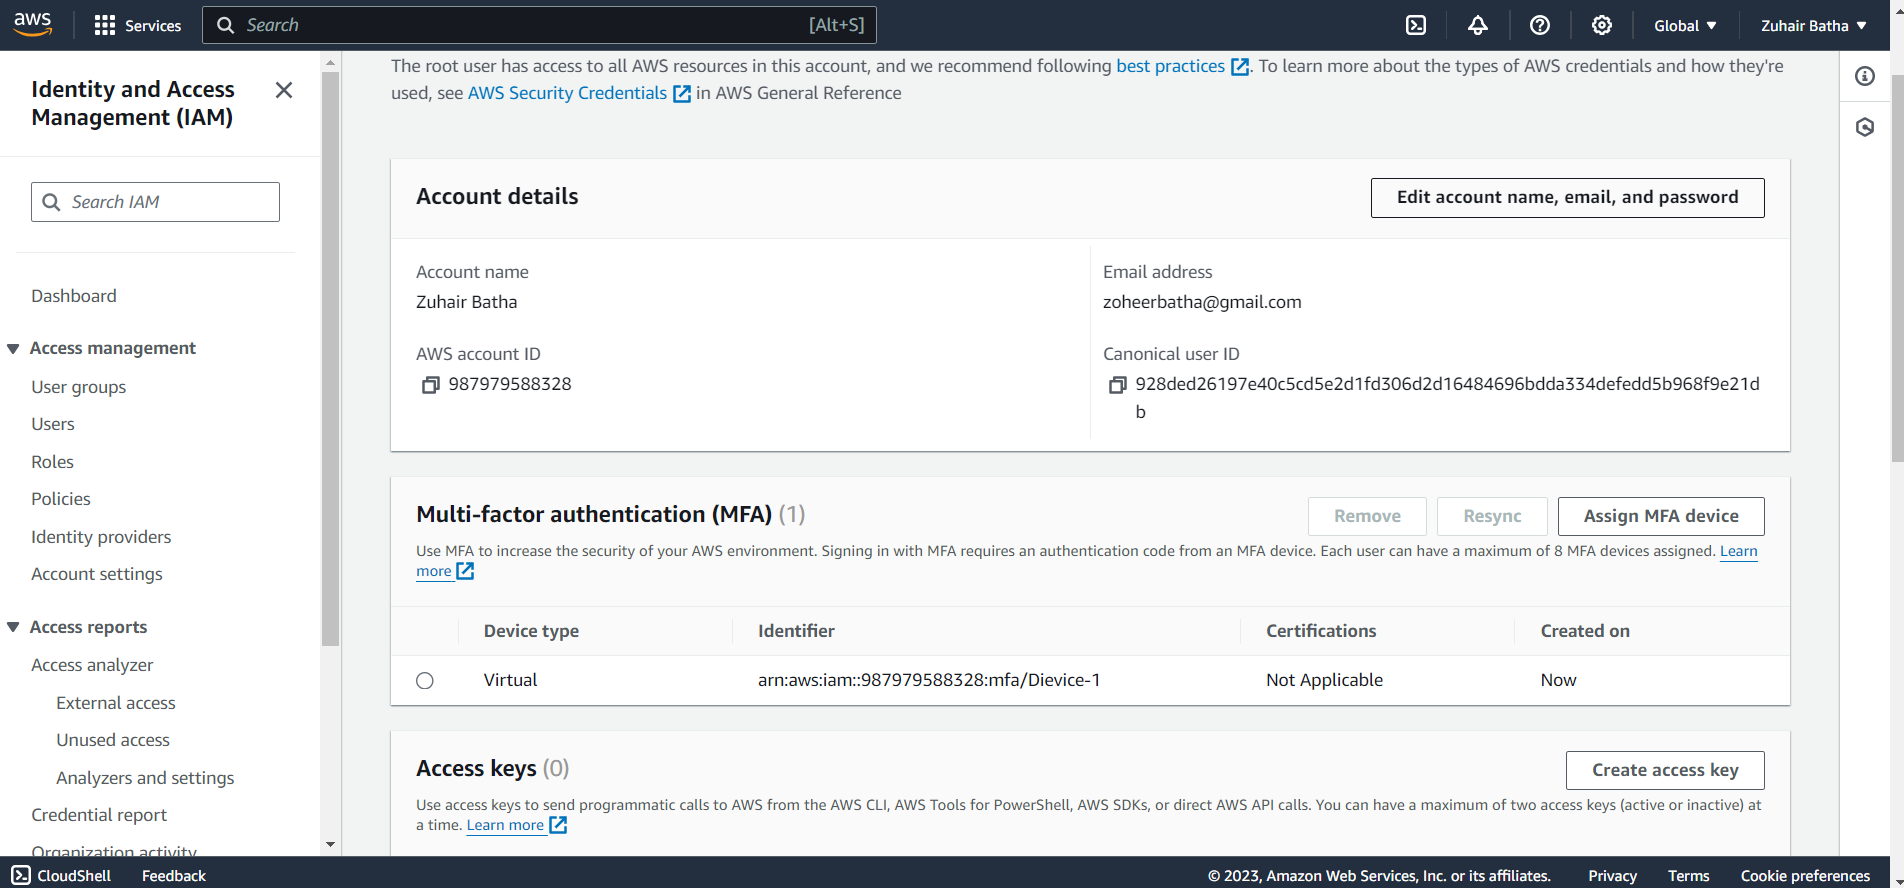 aws
Services
Search
[Alt+S]
Global
Zuhair Batha
Identity and Access
Management (IAM)
Search IAM
Dashboard
Access management
User groups
Users
Roles
Policies
Identity providers
Account settings
Access reports
Access analyzer
External access
Unused access
Analyzers and settings
Credential report
Organization activity
The root user has access to all AWS resources in this account, and we recommend following best practices. To learn more about the types of AWS credentials and how they're
used, see AWS Security Credentials in AWS General Reference
Account details
Edit account name, email, and password
Account name
Zuhair Batha
Email address
zoheerbatha@gmail.com
AWS account ID
987979588328
Canonical user ID
928ded26197e40c5cd5e2d1fd306d2d16484696bdda334defedd5b968f9e21d
b
Multi-factor authentication (MFA) (1)
Remove
Resync
Assign MFA device
Use MFA to increase the security of your AWS environment. Signing in with MFA requires an authentication code from an MFA device. Each user can have a maximum of 8 MFA devices assigned. Learn
more
Device type
Identifier
Certifications
Created on
Virtual
arn:aws:iam::987979588328:mfa/Dievice-1
Not Applicable
Now
Access keys (0)
Create access key
Use access keys to send programmatic calls to AWS from the AWS CLI, AWS Tools for PowerShell, AWS SDKs, or direct AWS API calls. You can have a maximum of two access keys (active or inactive) at
a time. Learn more
CloudShell
Feedback
© 2023, Amazon Web Services, Inc. or its affiliates.
Privacy
Terms
Cookie preferences